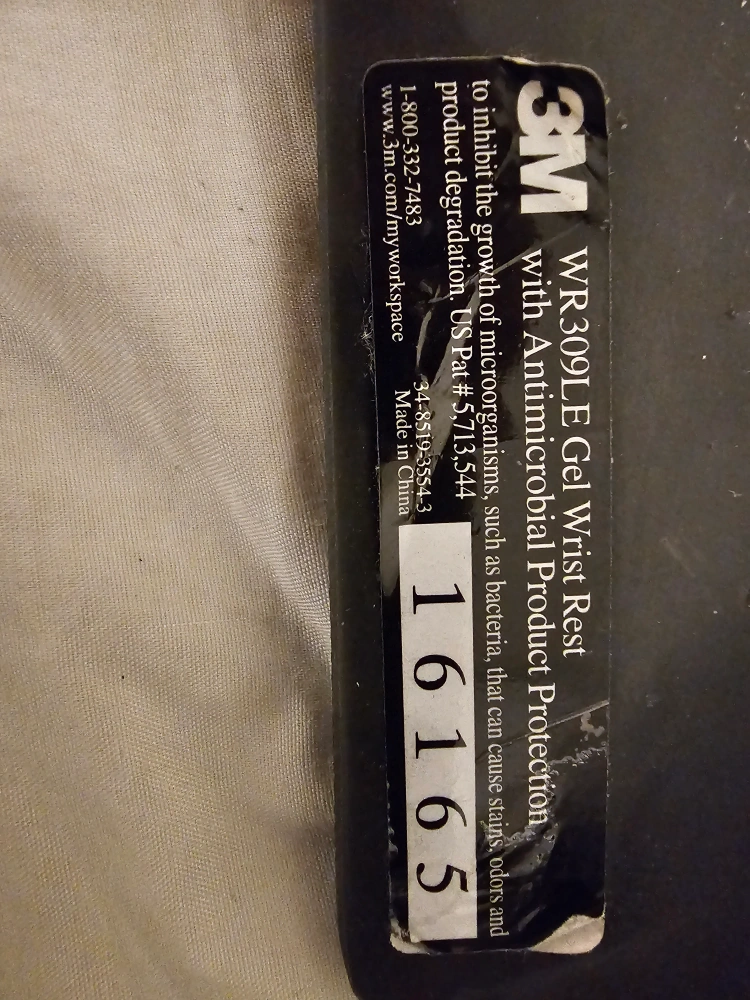 3M
WR309LE Gel Wrist Rest
with Antimicrobial Product Protection
to inhibit the growth of microorganisms, such as bacteria, that can cause stains, odors and
product degradation. US Pat # 5,713,544
1-800-332-7483
www.3m.com/myworkspace
34-8519-3554-3
Made in China
16165